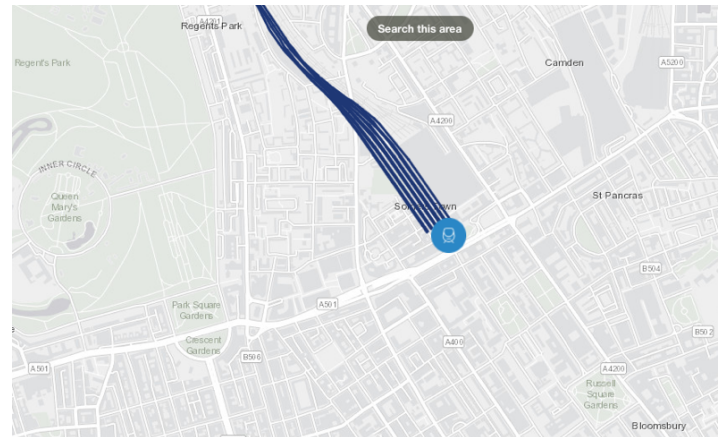 A4201
Regents Park
Search this area
Regent's Park
Camden
A5200
A4200
INNER CIRCLE
Queen
Mary's
Gardens
St Pancras
B504
Park Square
Gardens
A501
B502
Crescent
Gardens
A400
B506
A501
A4200
Russell
Square
Gardens
Bloomsbury